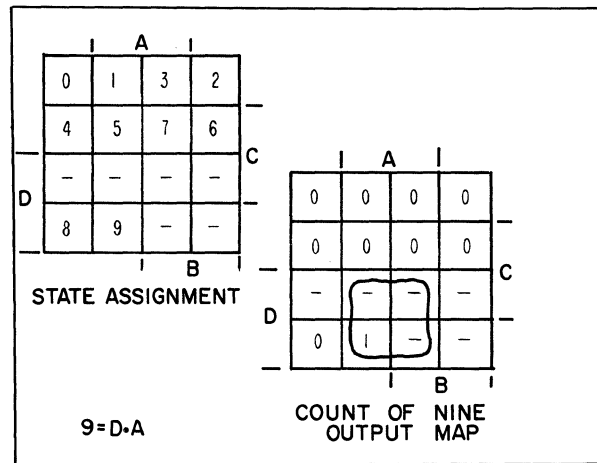 A
0 1 3 2
4 5 7 6
C
- - - -
D
8 9 - -
B
STATE ASSIGNMENT
A
0 0 0 0
0 0 0 0
C
- - - -
D
0 1 - -
B
COUNT OF NINE
OUTPUT MAP
9=D•A